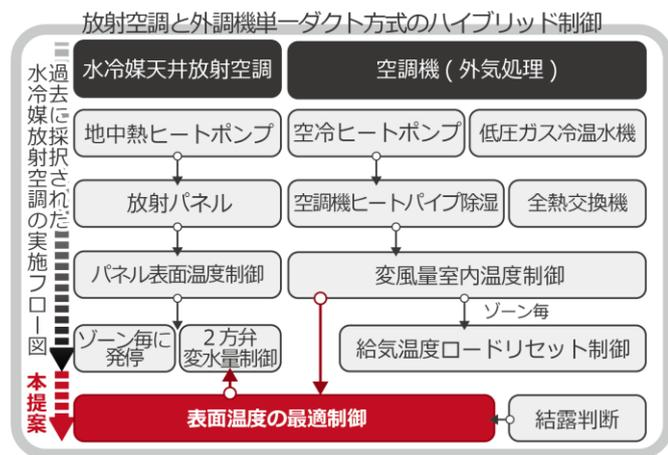 放射空調と外調機単一ダクト方式のハイブリッド制御
過去に採択された
水冷媒放射空調の実施フロー図
本提案
水冷媒天井放射空調
空調機(外気処理)
地中熱ヒートポンプ
空冷ヒートポンプ
低圧ガス冷温水機
放射パネル
空調機ヒートパイプ除湿
全熱交換機
パネル表面温度制御
変風量室内温度制御
ゾーン毎
ゾーン毎に
発停
2方弁
変水量制御
給気温度ロードリセット制御
表面温度の最適制御
結露判断